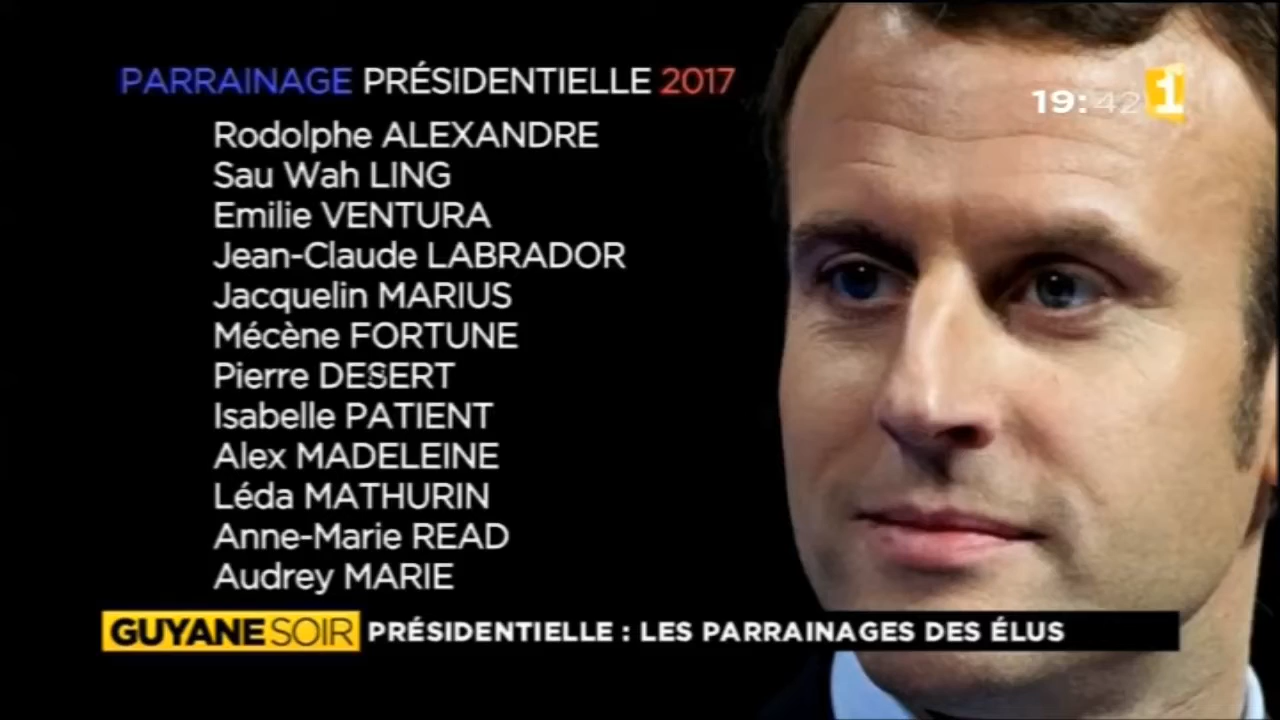 PARRAINAGE PRÉSIDENTIELLE 2017
19:42 1
Rodolphe ALEXANDRE
Sau Wah LING
Emilie VENTURA
Jean-Claude LABRADOR
Jacquelin MARIUS
Mécène FORTUNE
Pierre DESERT
Isabelle PATIENT
Alex MADELEINE
Léda MATHURIN
Anne-Marie READ
Audrey MARIE
GUYANE SOIR PRÉSIDENTIELLE : LES PARRAINAGES DES ÉLUS